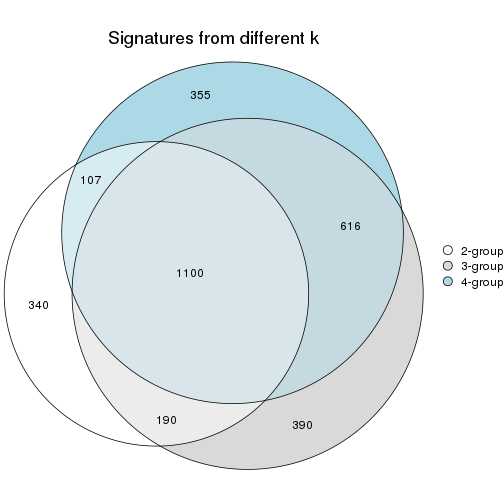 Signatures from different k
355
107
616
1100
340
190
390
2-group
3-group
4-group